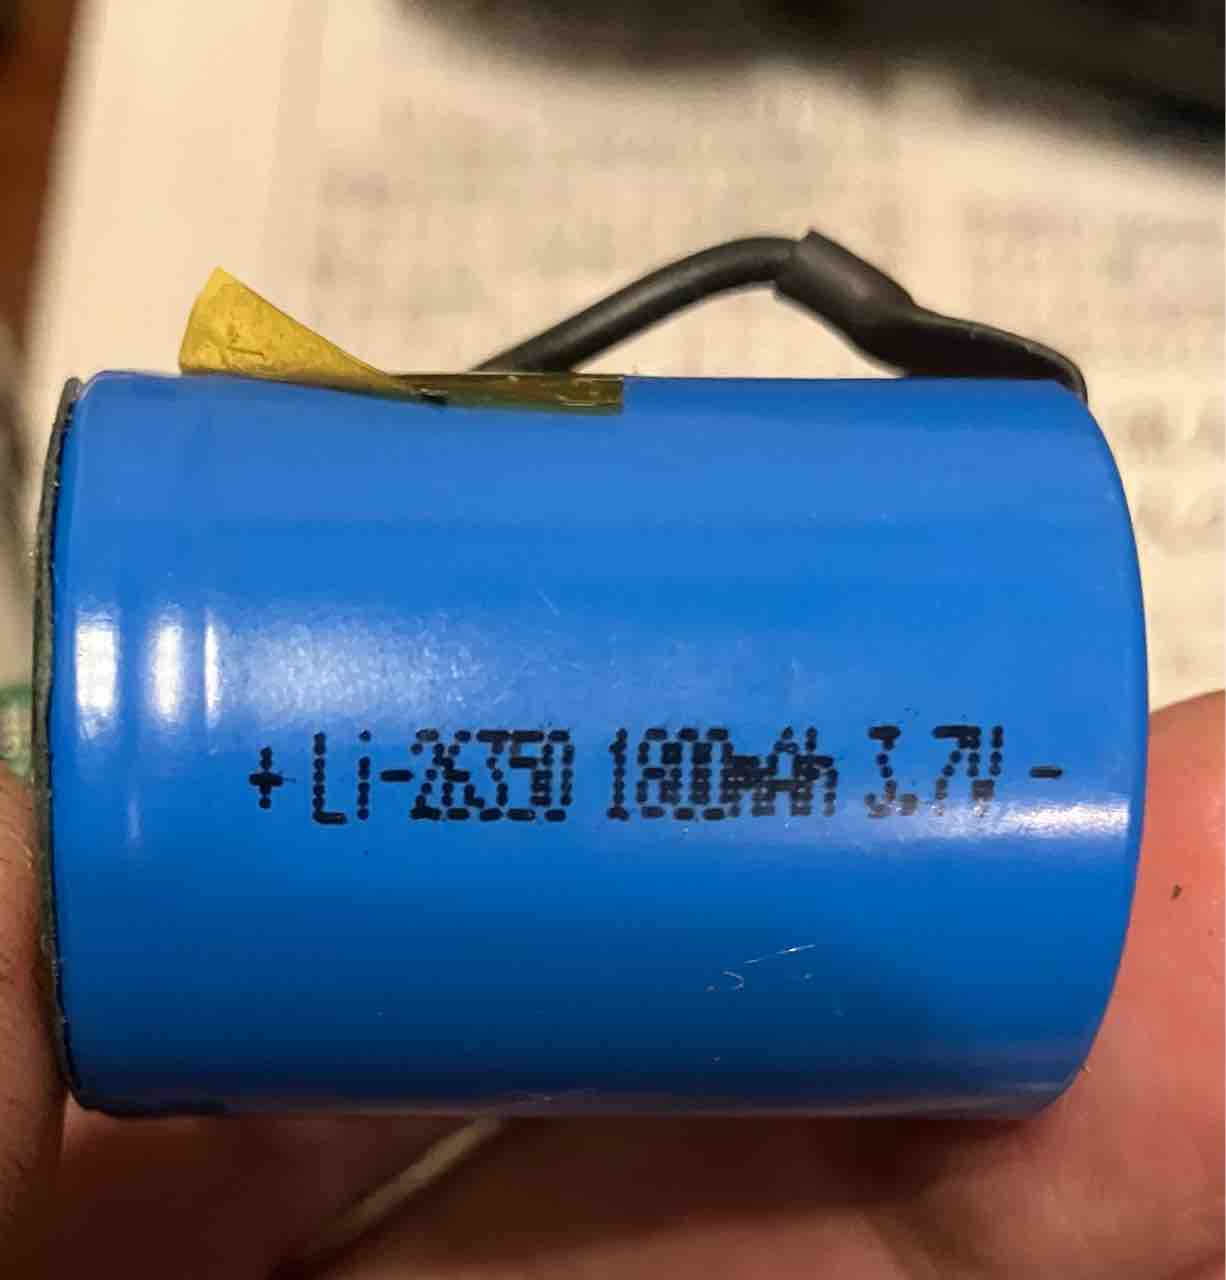 + Li-26350 1800mAh 3.7V -